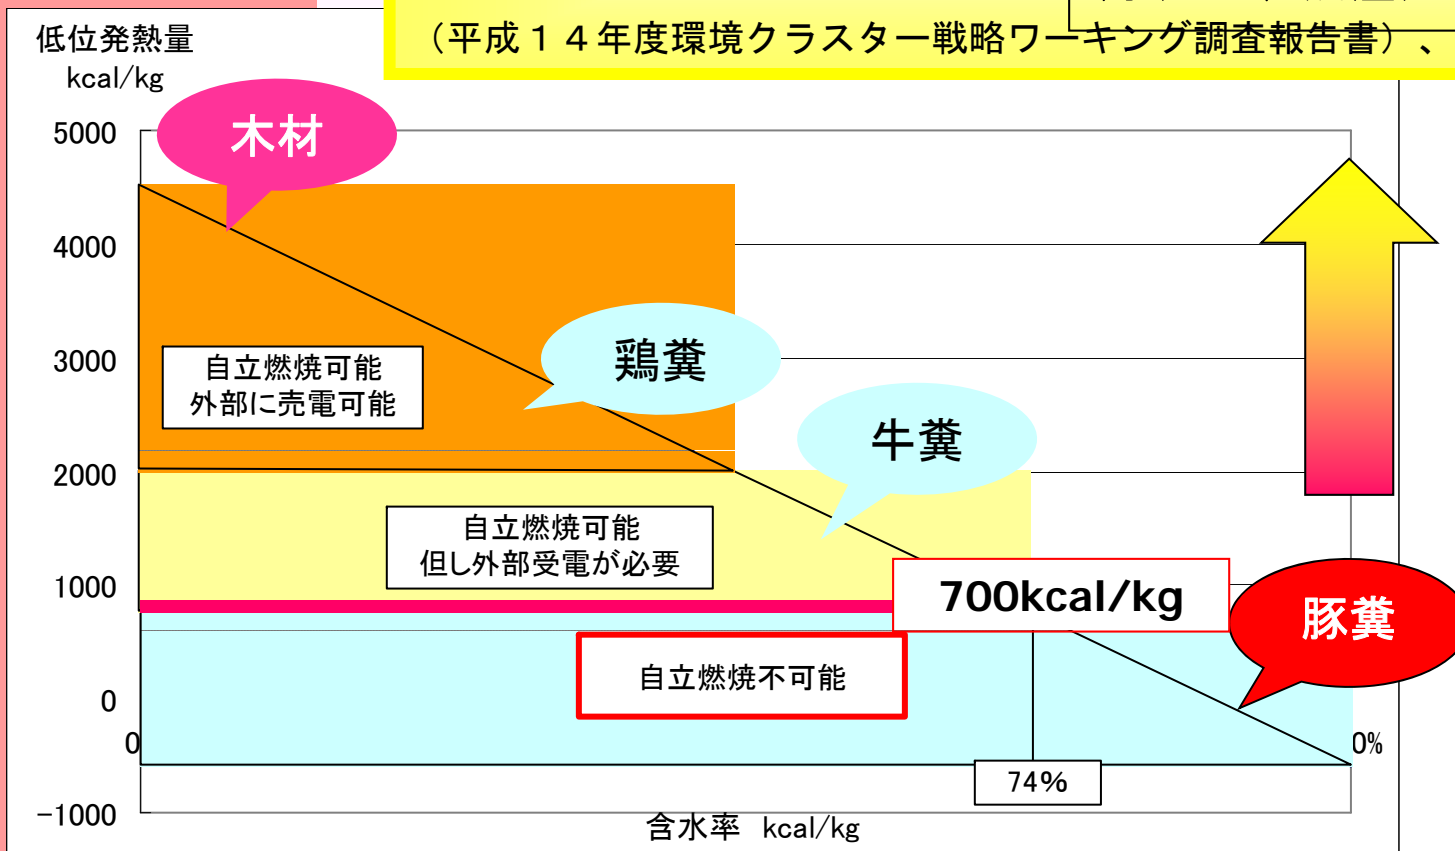 (平成14年度環境クラスター戦略ワーキング調査報告書)、
低位発熱量
kcal/kg
5000
4000
3000
2000
1000
0
-1000
木材
鶏糞
牛糞
豚糞
自立燃焼可能
外部に売電可能
自立燃焼可能
但し外部受電が必要
700kcal/kg
自立燃焼不可能
0
0%
74%
含水率 kcal/kg